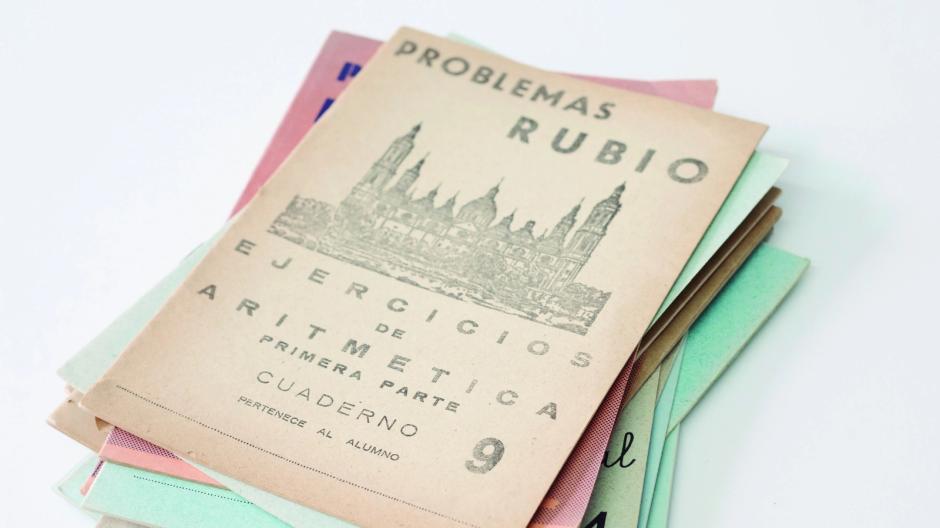 PROBLEMAS
RUBIO
EJERCICIOS
DE
ARITMETICA
PRIMERA PARTE
CUADERNO 9
PERTENECE AL ALUMNO